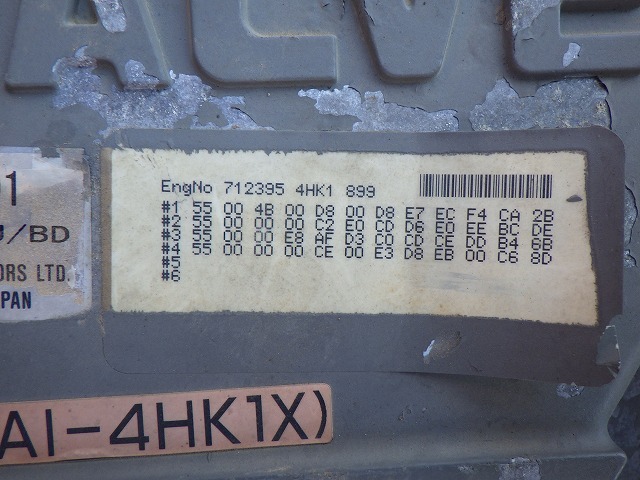 ALVE
01
J/BD
ORS LTD.
APAN
EngNo 712395 4HK1 899
#1 55 00 4B 00 D8 00 D8 E7 EC F4 CA 2B
#2 55 00 00 00 C2 E0 CD D6 E0 EE BC DE
#3 55 00 00 E8 AF D3 C0 CD CE DD B4 6B
#4 55 00 00 00 CE 00 E3 D8 EB 00 C6 8D
#5
#6
AI-4HK1X)